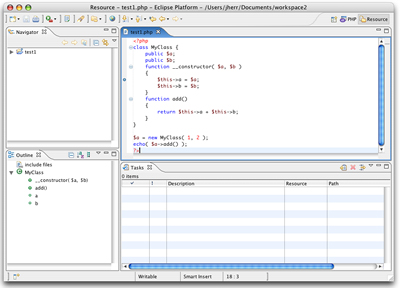 Resource - test1.php - Eclipse Platform - /Users/jherr/Documents/workspace2
PHP
Resource
Navigator
test1
test1.php
<?php
class MyClass {
public $a;
public $b;
function __constructor( $a, $b )
{
$this->a = $a;
$this->b = $b;
}
function add()
{
return $this->a + $this->b;
}
}
$a = new MyClass( 1, 2 );
echo( $a->add() );
?>
Outline
include files
MyClass
__constructor( $a, $b)
add()
a
b
Tasks
0 items
! Description Resource Path
Writable Smart Insert 18 : 3